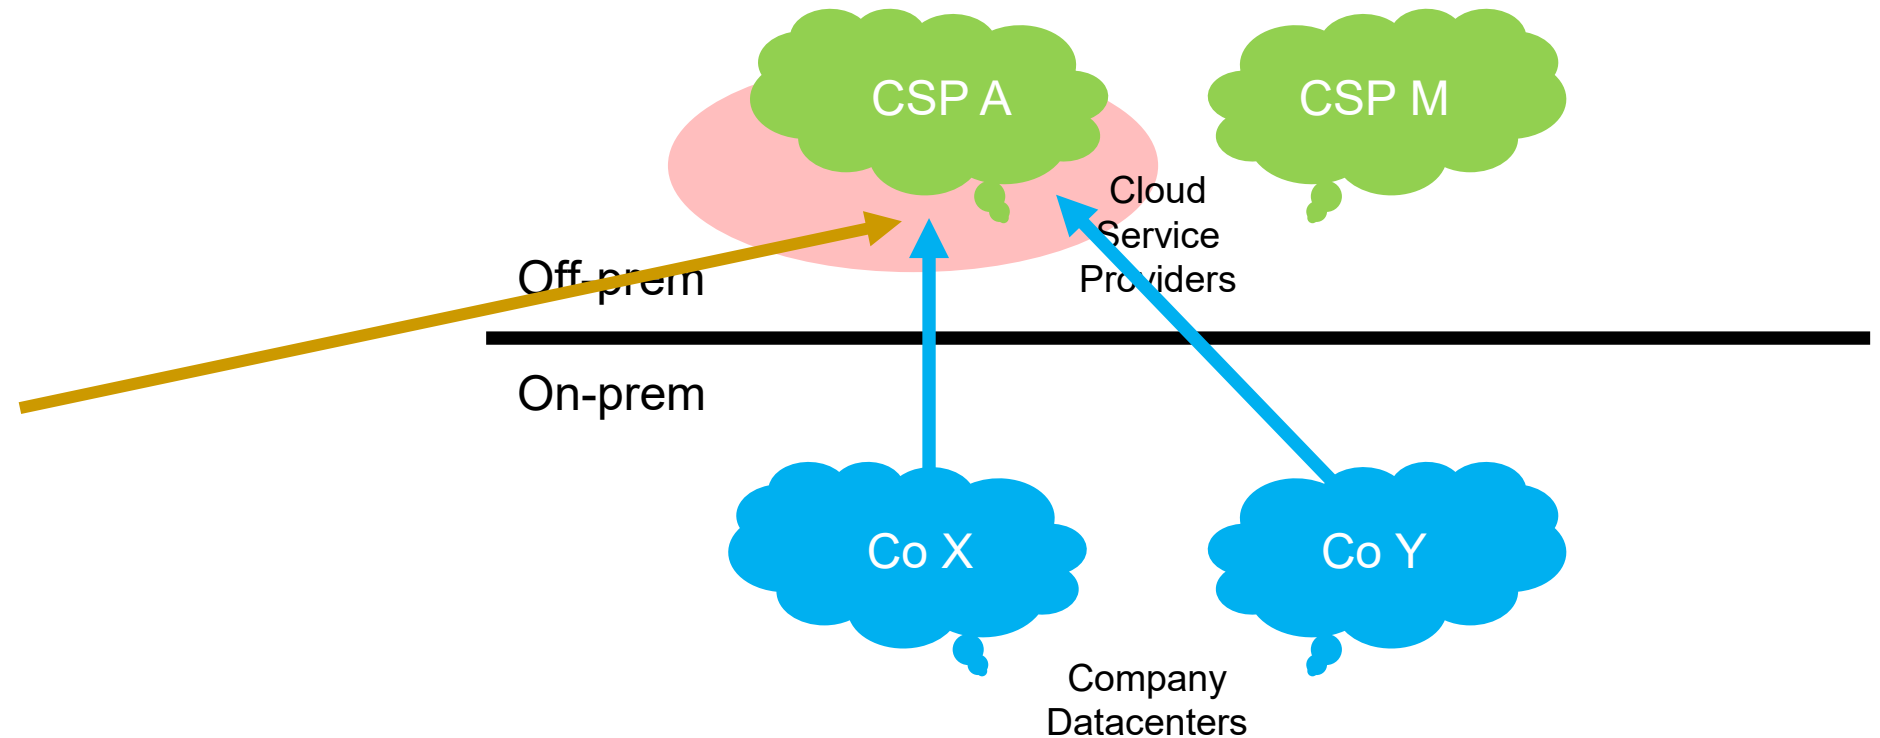 CSP A
CSP M
Cloud
Service
Providers
Off-prem
On-prem
Co X
Co Y
Company
Datacenters